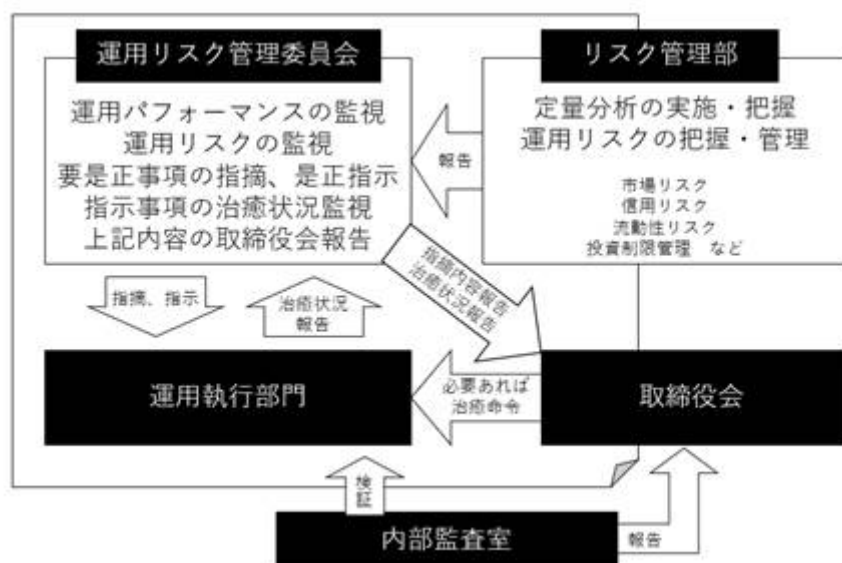 運用リスク管理委員会
運用パフォーマンスの監視
運用リスクの監視
要是正事項の指摘、是正指示
指示事項の治癒状況監視
上記内容の取締役会報告
リスク管理部
定量分析の実施・把握
運用リスクの把握・管理
市場リスク
信用リスク
流動性リスク
投資制限管理 など
報告
指摘内容報告
治癒状況報告
指摘、指示
治癒状況
報告
運用執行部門
必要あれば
治癒命令
取締役会
検証
内部監査室
報告